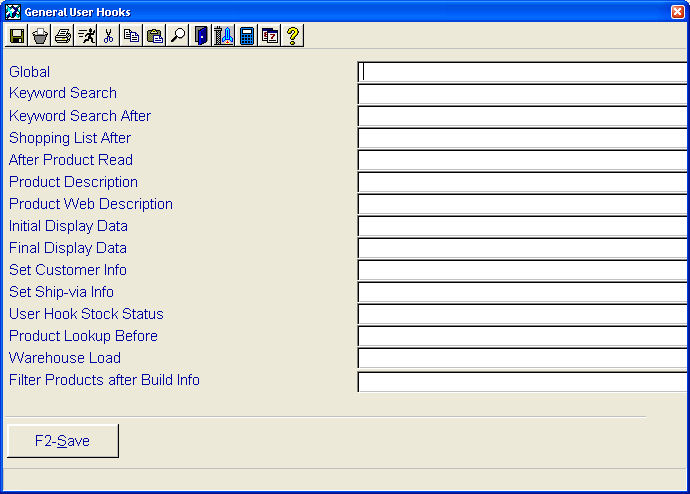 General User Hooks
Global
Keyword Search
Keyword Search After
Shopping List After
After Product Read
Product Description
Product Web Description
Initial Display Data
Final Display Data
Set Customer Info
Set Ship-via Info
User Hook Stock Status
Product Lookup Before
Warehouse Load
Filter Products after Build Info
F2-Save